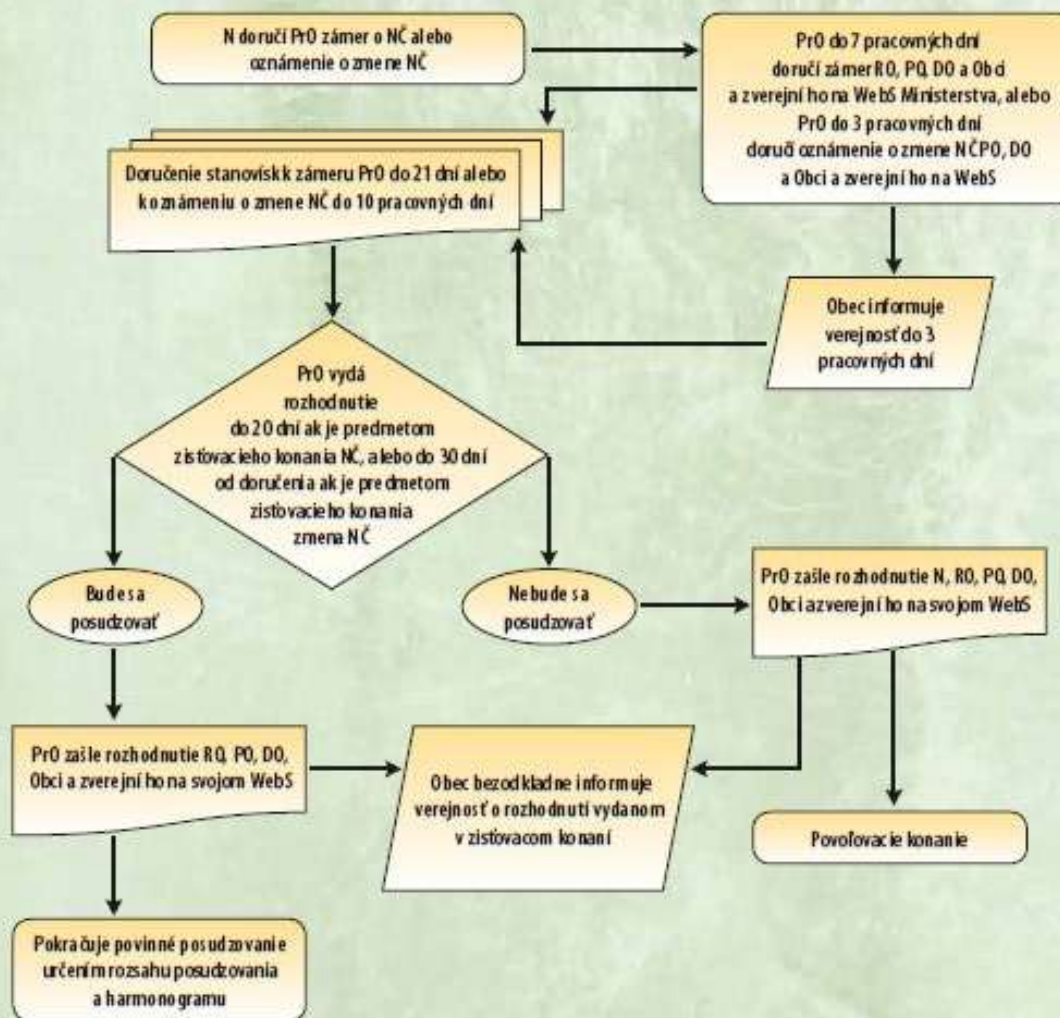 N doručí PrO zámer o NČ alebo
oznámenie o zmene NČ
PrO do 7 pracovných dní
doručí zámer RO, PO, DO a Obci
a zverejní ho na WebS Ministerstva, alebo
PrO do 3 pracovných dní
doručí oznámenie o zmene NČ PO, DO
a Obci a zverejní ho na WebS
Doručenie stanovísk k zámeru PrO do 21 dní alebo
k oznámeniu o zmene NČ do 10 pracovných dní
Obec informuje
verejnosť do 3
pracovných dní
PrO vydá
rozhodnutie
do 20 dní ak je predmetom
zisťovacieho konania NČ, alebo do 30 dní
od doručenia ak je predmetom
zisťovacieho konania
zmena NČ
Bude sa
posudzovať
Nebude sa
posudzovať
PrO zašle rozhodnutie N, RO, PO, DO,
Obci a zverejní ho na svojom WebS
PrO zašle rozhodnutie RO, PO, DO,
Obci a zverejní ho na svojom WebS
Obec bezodkladne informuje
verejnosť o rozhodnutí vydanom
v zisťovacom konaní
Povoľovacie konanie
Pokračuje povinné posudzovanie
určením rozsahu posudzovania
a harmonogramu